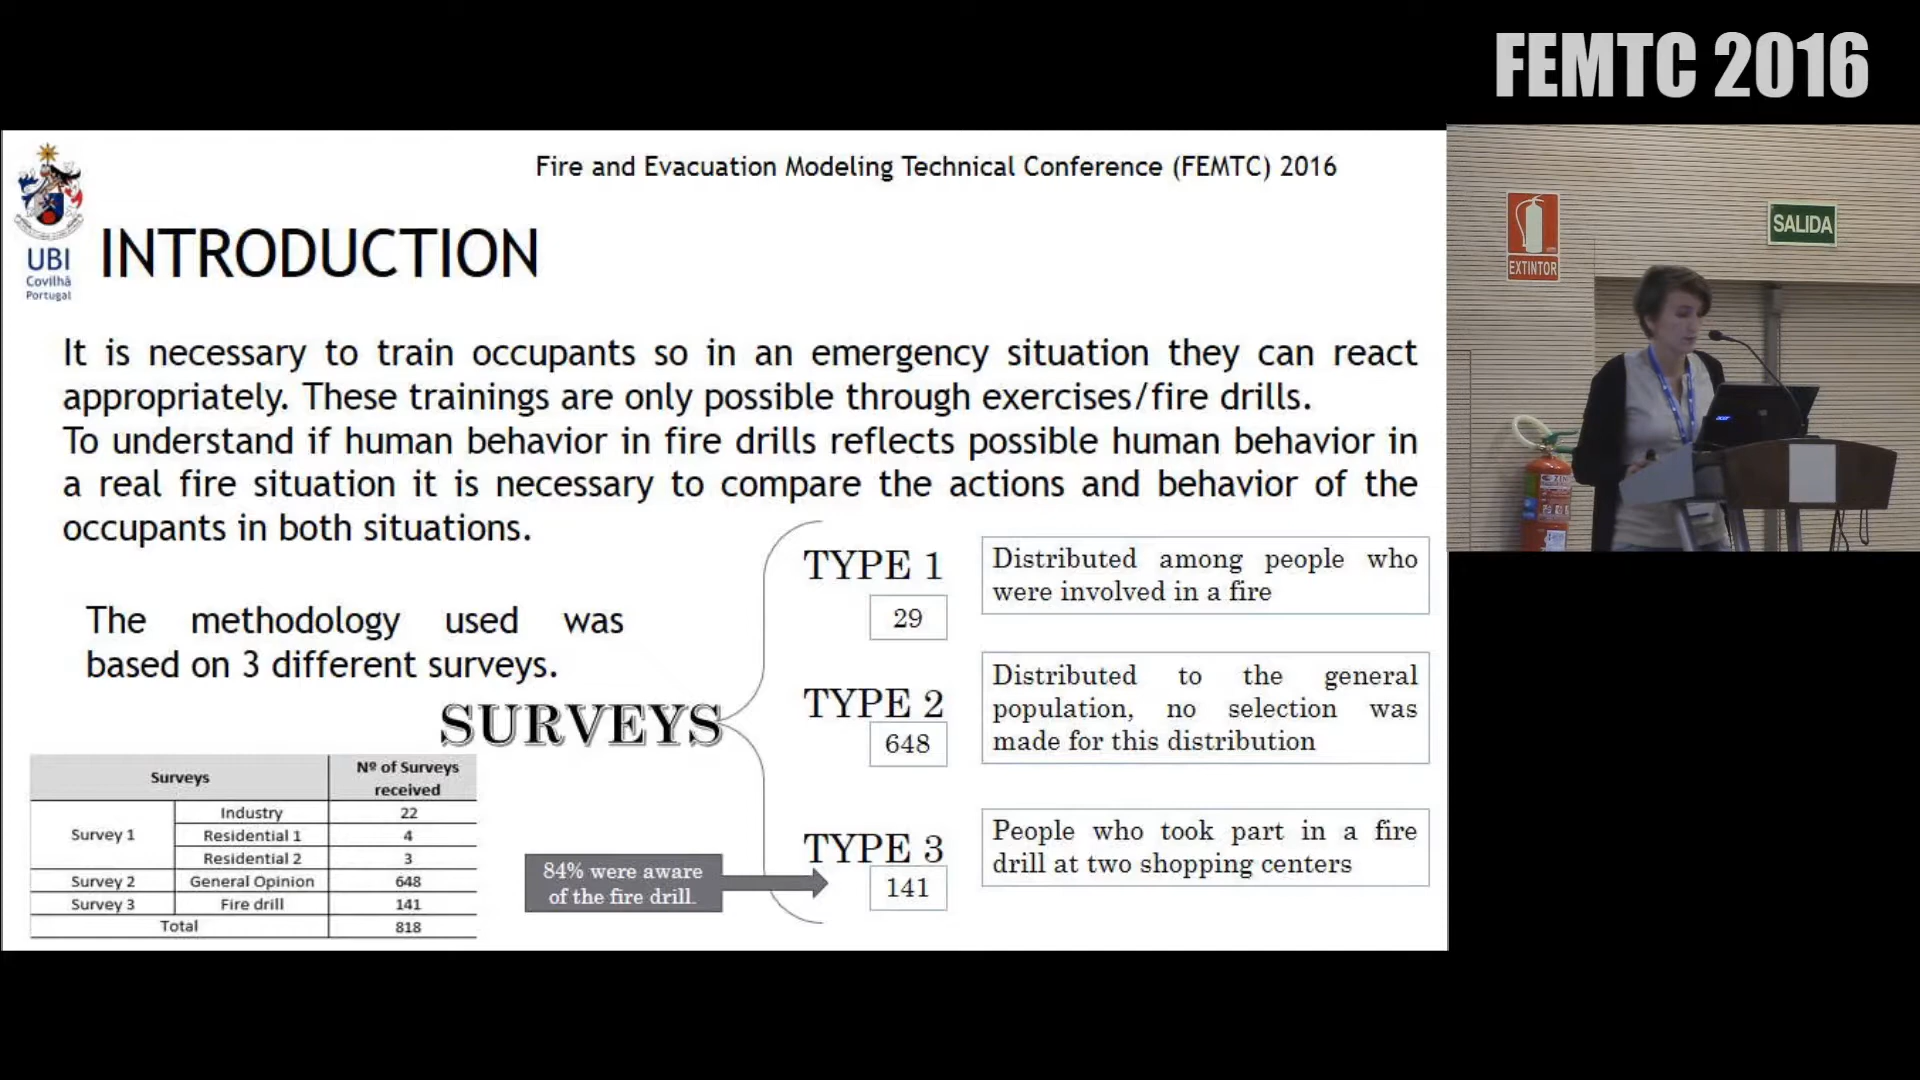 FEMTC 2016
Fire and Evacuation Modeling Technical Conference (FEMTC) 2016
UBI
Covilhã
Portugal
INTRODUCTION
It is necessary to train occupants so in an emergency situation they can react
appropriately. These trainings are only possible through exercises/fire drills.
To understand if human behavior in fire drills reflects possible human behavior in
a real fire situation it is necessary to compare the actions and behavior of the
occupants in both situations.
The methodology used was
based on 3 different surveys.
SURVEYS
TYPE 1
29
Distributed among people who
were involved in a fire
TYPE 2
648
Distributed to the general
population, no selection was
made for this distribution
TYPE 3
141
People who took part in a fire
drill at two shopping centers
84% were aware
of the fire drill.
Surveys Nº of Surveys
received
Survey 1 Industry 22
Residential 1 4
Residential 2 3
Survey 2 General Opinion 648
Survey 3 Fire drill 141
Total 818
EXTINTOR
SALIDA
acer